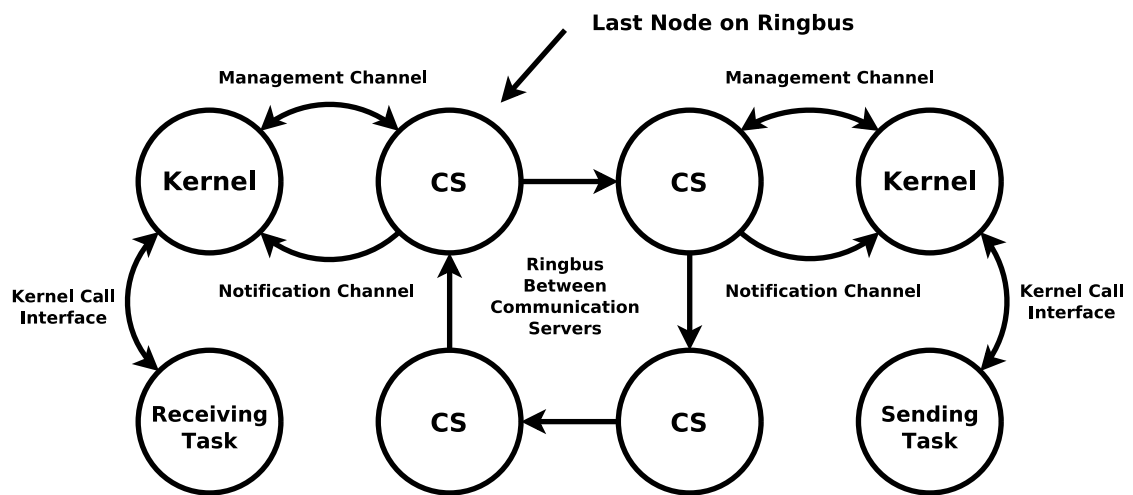 Last Node on Ringbus
Management Channel
Management Channel
Kernel
CS
CS
Kernel
Ringbus
Between
Communication
Servers
Notification Channel
Notification Channel
Kernel Call
Interface
Kernel Call
Interface
Receiving
Task
CS
CS
Sending
Task